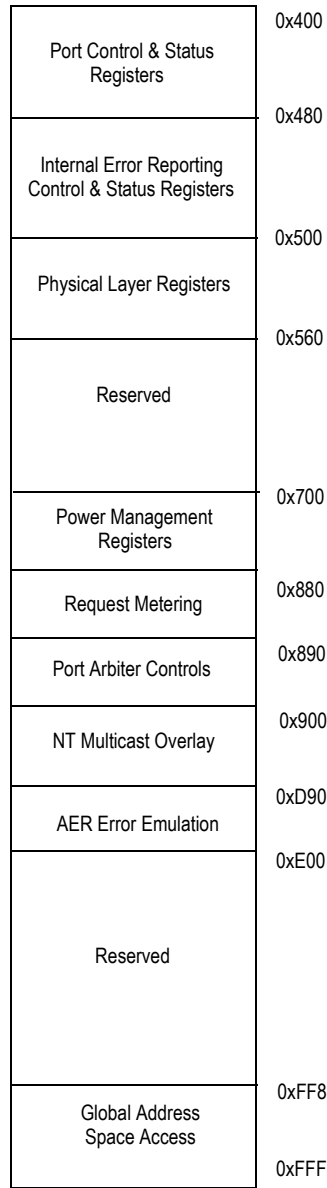 0x400
Port Control & Status
Registers
0x480
Internal Error Reporting
Control & Status Registers
0x500
Physical Layer Registers
0x560
Reserved
0x700
Power Management
Registers
0x880
Request Metering
0x890
Port Arbiter Controls
0x900
NT Multicast Overlay
0xD90
AER Error Emulation
0xE00
Reserved
0xFF8
Global Address
Space Access
0xFFF